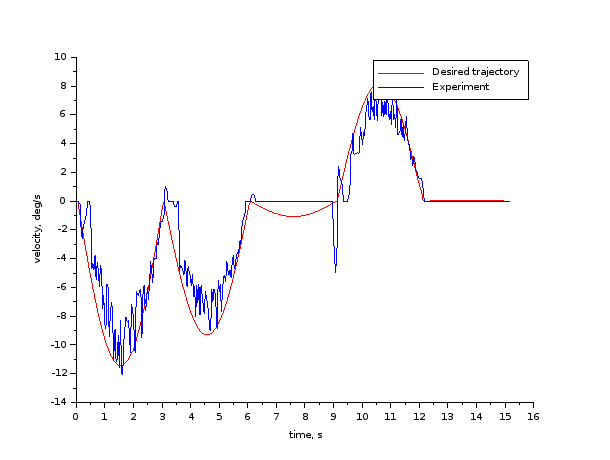 10
8
6
4
2
0
-2
-4
-6
-8
-10
-12
-14
velocity, deg/s
Desired trajectory
Experiment
0 1 2 3 4 5 6 7 8 9 10 11 12 13 14 15 16
time, s